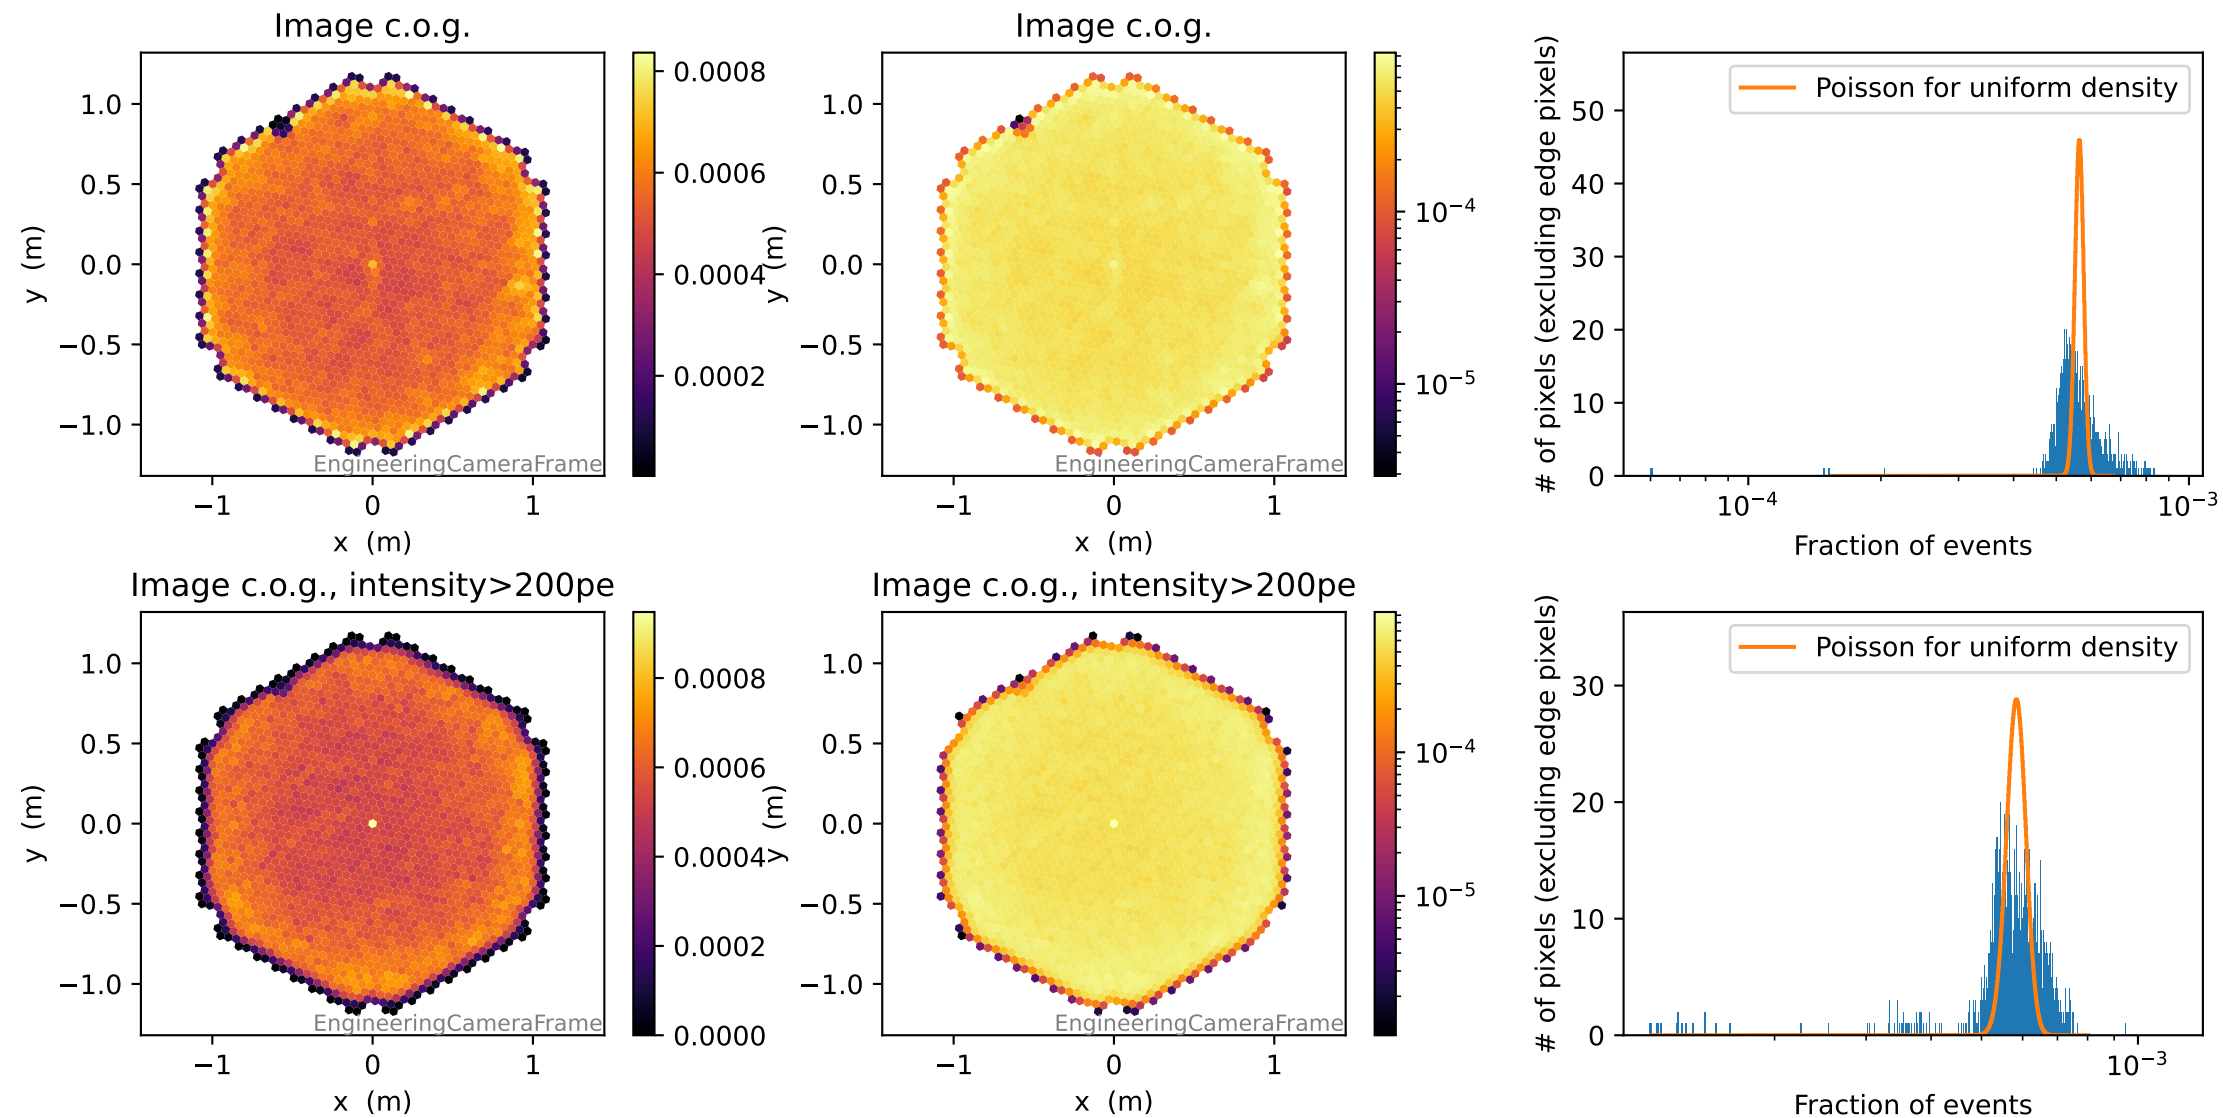 Image c.o.g.
y (m)
1.0
0.5
0.0
−0.5
−1.0
−1
0
1
x (m)
EngineeringCameraFrame
0.0008
0.0006
0.0004
0.0002
Image c.o.g.
y (m)
1.0
0.5
0.0
−0.5
−1.0
−1
0
1
x (m)
EngineeringCameraFrame
10⁻⁴
10⁻⁵
# of pixels (excluding edge pixels)
50
40
30
20
10
0
Poisson for uniform density
10⁻⁴
10⁻³
Fraction of events
Image c.o.g., intensity>200pe
y (m)
1.0
0.5
0.0
−0.5
−1.0
−1
0
1
x (m)
EngineeringCameraFrame
0.0008
0.0006
0.0004
0.0002
0.0000
Image c.o.g., intensity>200pe
y (m)
1.0
0.5
0.0
−0.5
−1.0
−1
0
1
x (m)
EngineeringCameraFrame
10⁻⁴
10⁻⁵
# of pixels (excluding edge pixels)
30
20
10
0
Poisson for uniform density
10⁻³
Fraction of events